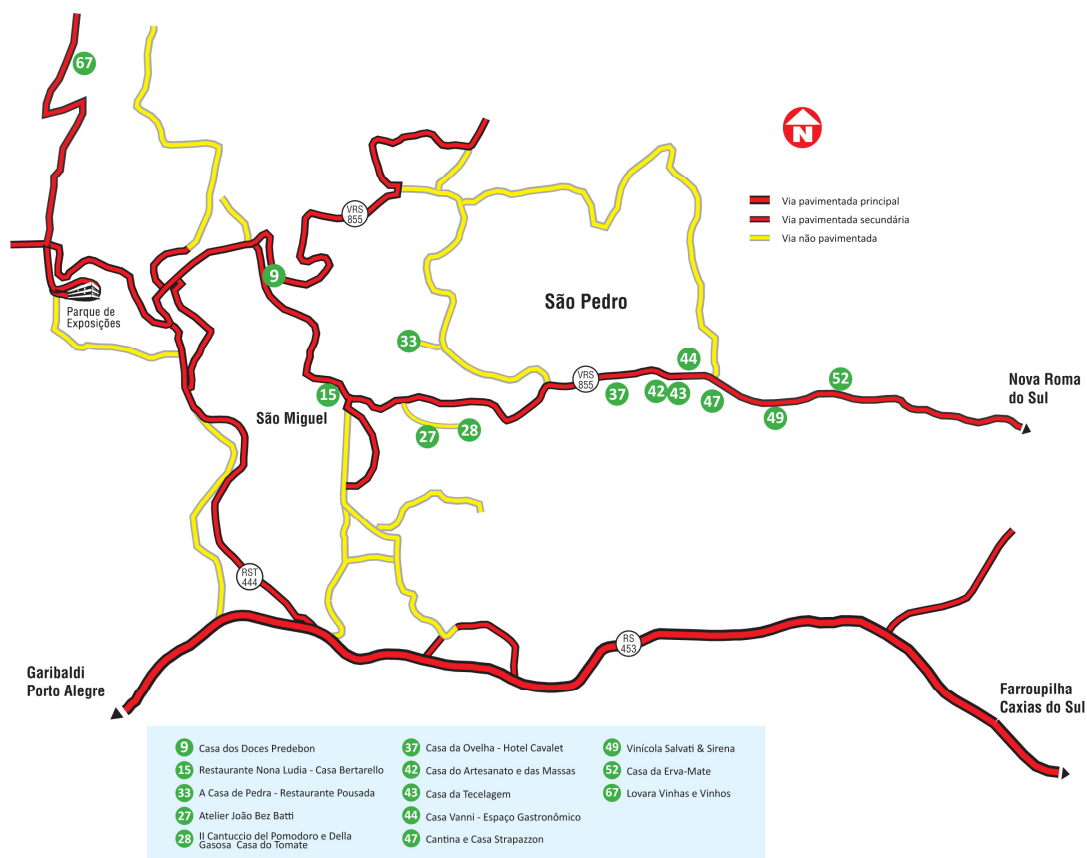 67
N
VRS
855
Via pavimentada principal
Via pavimentada secundária
Via não pavimentada
9
Parque de
Exposições
São Pedro
33
44
VRS
855
37
42
43
47
52
49
Nova Roma
do Sul
15
São Miguel
27
28
RST
444
RS
453
Garibaldi
Porto Alegre
Farroupilha
Caxias do Sul
9 Casa dos Doces Predebon
15 Restaurante Nona Ludia - Casa Bertarello
33 A Casa de Pedra - Restaurante Pousada
27 Atelier João Bez Batti
28 II Cantuccio del Pomodoro e Della
Gasosa Casa do Tomate
37 Casa da Ovelha - Hotel Cavalet
42 Casa do Artesanato e das Massas
43 Casa da Tecelagem
44 Casa Vanni - Espaço Gastronômico
47 Cantina e Casa Strapazzon
49 Vinícola Salvati & Sirena
52 Casa da Erva-Mate
67 Lovara Vinhas e Vinhos